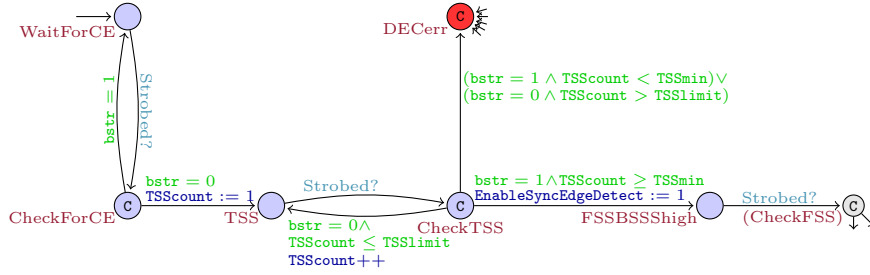 WaitForCE
C
DECerr
bstr = 1
Strobed?
(bstr = 1 ∧ TSScount < TSSmin)∨
(bstr = 0 ∧ TSScount > TSSlimit)
bstr = 0
TSScount := 1
Strobed?
bstr = 1∧TSScount ≥ TSSmin
EnableSyncEdgeDetect := 1
Strobed?
C
C
C
CheckForCE
TSS
CheckTSS
FSSBSSShigh
(CheckFSS)
bstr = 0∧
TSScount ≤ TSSlimit
TSScount++